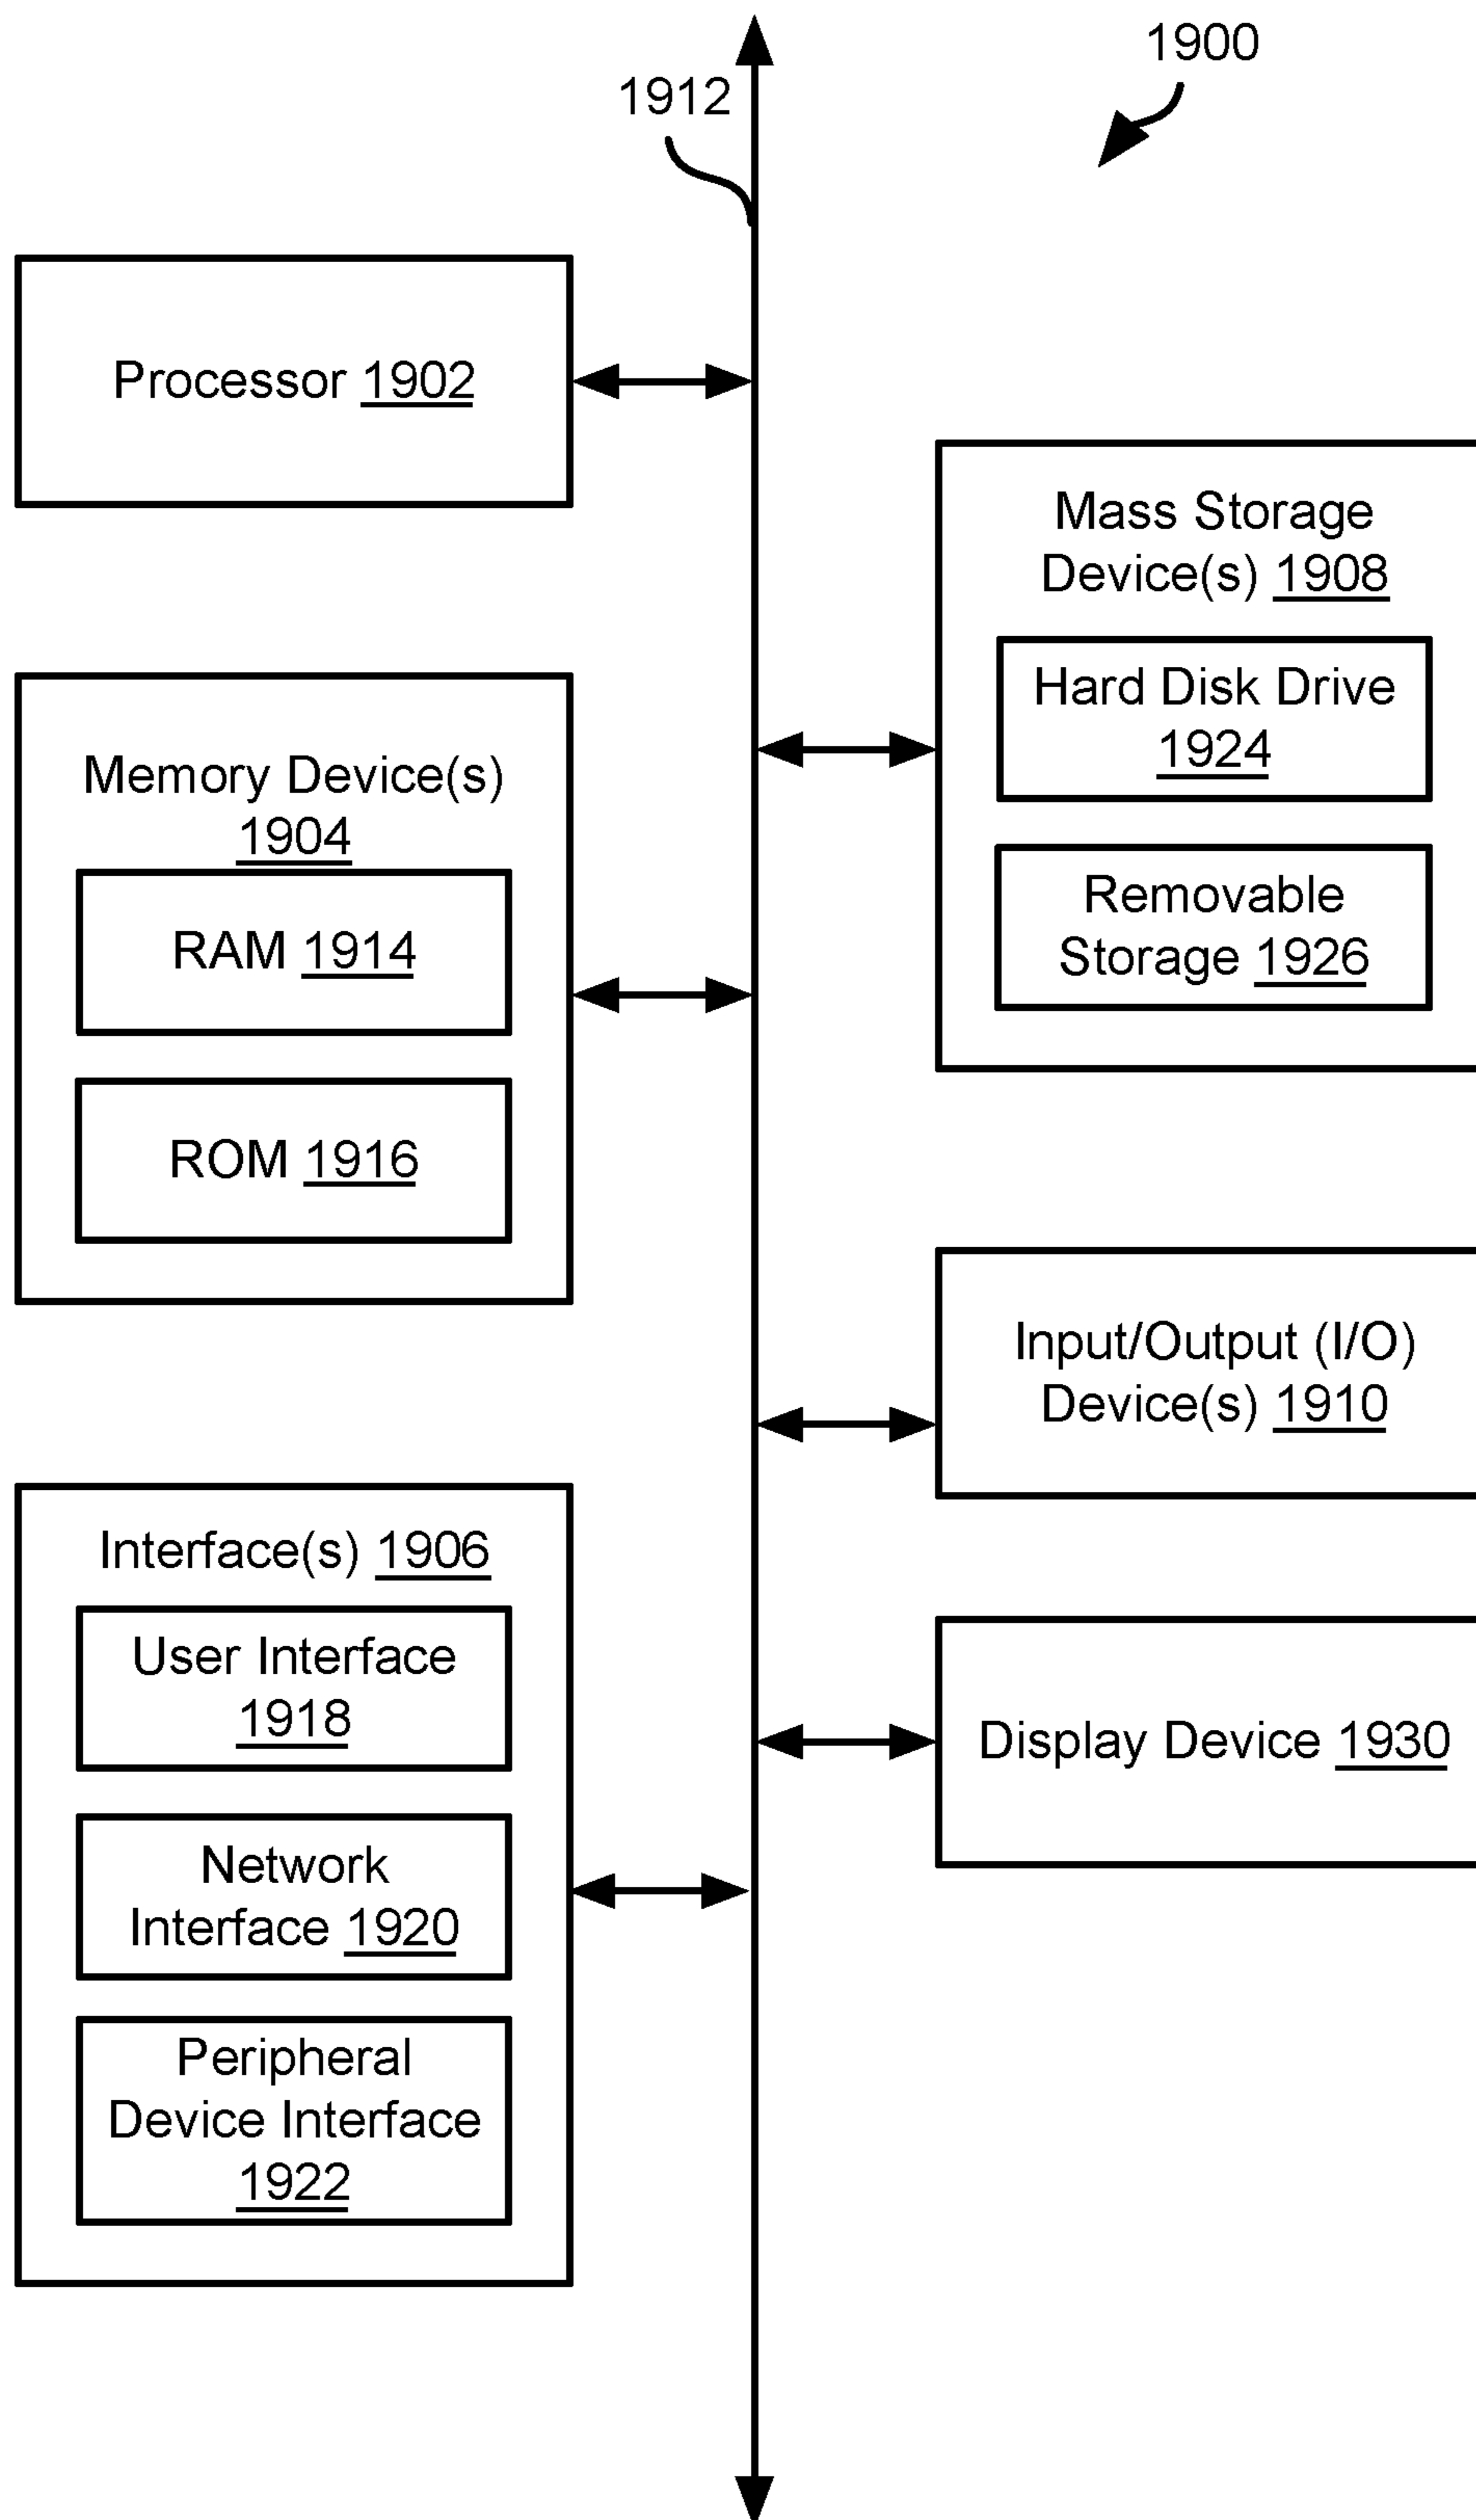 1900
1912
Processor 1902
Mass Storage
Device(s) 1908
Hard Disk Drive
1924
Removable
Storage 1926
Memory Device(s)
1904
RAM 1914
ROM 1916
Input/Output (I/O)
Device(s) 1910
Interface(s) 1906
User Interface
1918
Network
Interface 1920
Peripheral
Device Interface
1922
Display Device 1930